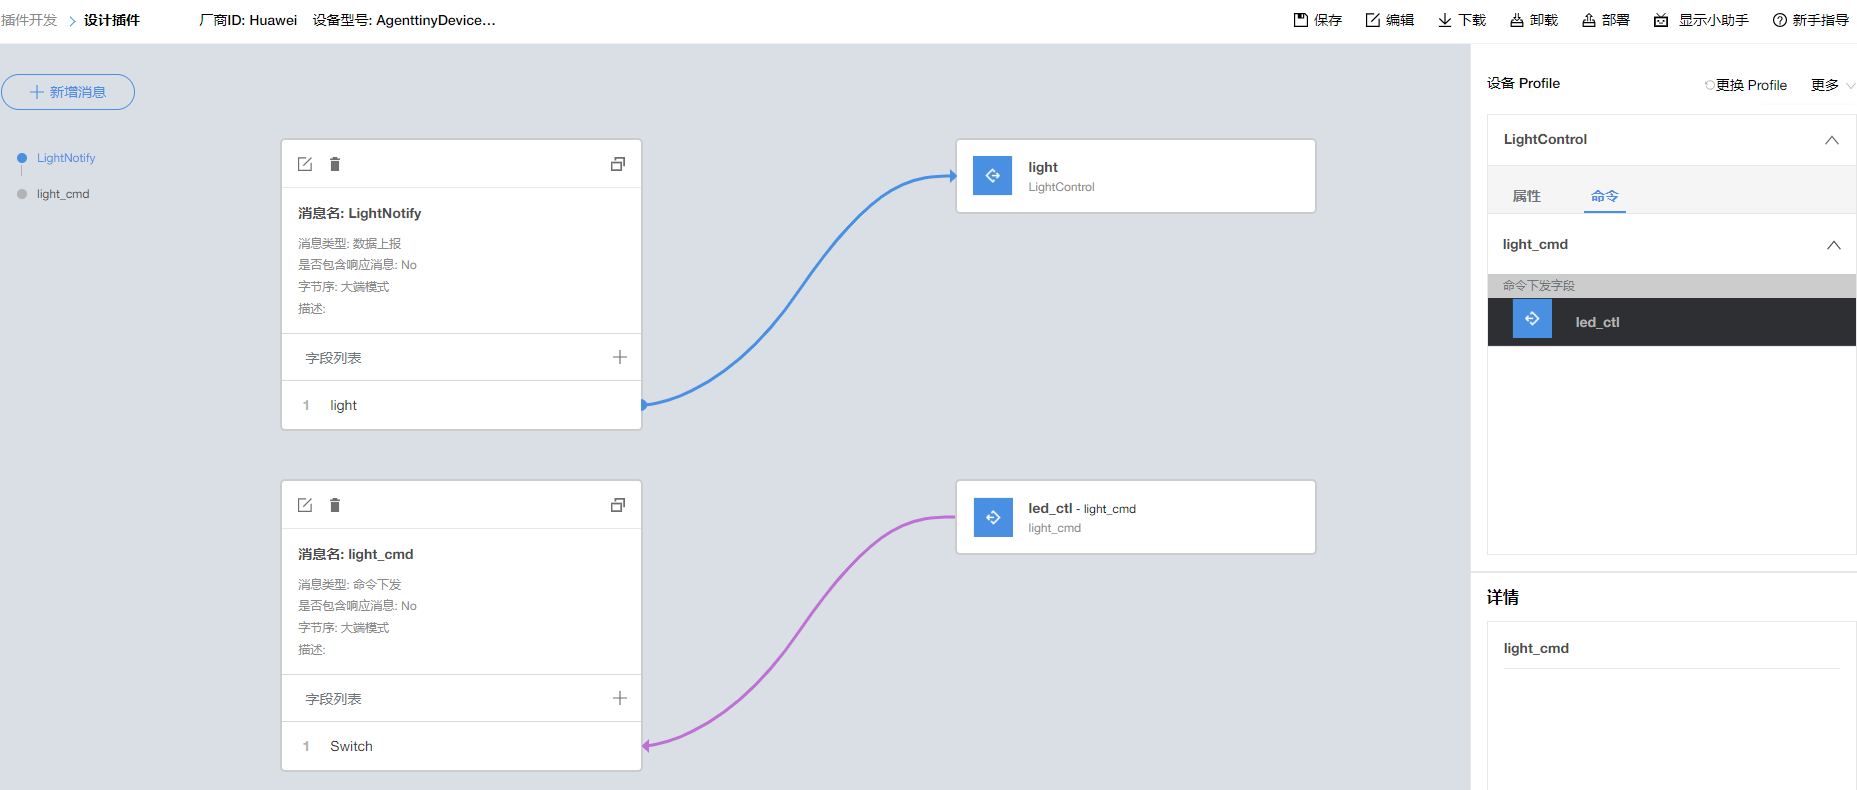 插件开发 > 设计插件 厂商ID: Huawei 设备型号: AgenttinyDevice... 保存 编辑 下载 卸载 部署 显示小助手 新手指导
新增消息
LightNotify
light_cmd
消息名: LightNotify
消息类型: 数据上报
是否包含响应消息: No
字节序: 大端模式
描述:
字段列表
1 light
light
LightControl
消息名: light_cmd
消息类型: 命令下发
是否包含响应消息: No
字节序: 大端模式
描述:
字段列表
1 Switch
led_ctl - light_cmd
light_cmd
设备 Profile 更换 Profile 更多
LightControl
属性 命令
light_cmd
命令下发字段
led_ctl
详情
light_cmd